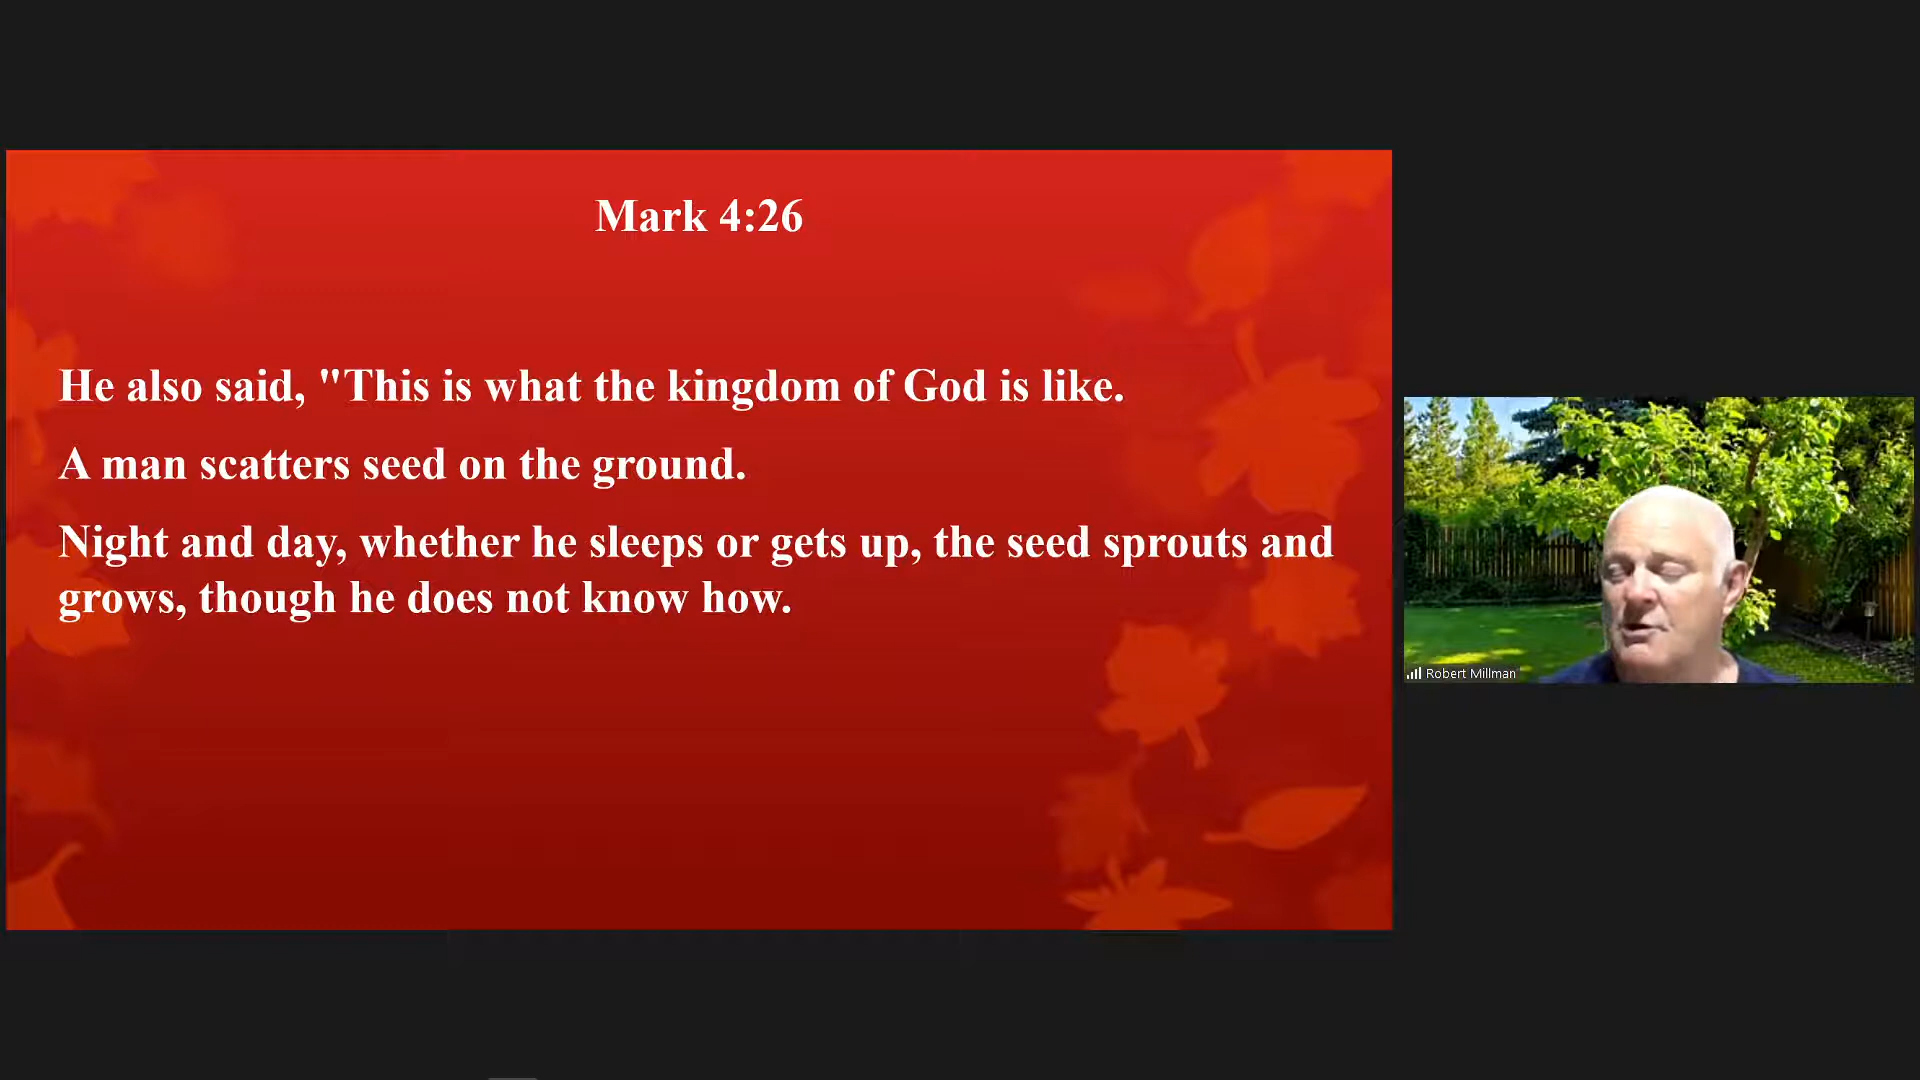 Mark 4:26
He also said, "This is what the kingdom of God is like.
A man scatters seed on the ground.
Night and day, whether he sleeps or gets up, the seed sprouts and
grows, though he does not know how.
Robert Millman